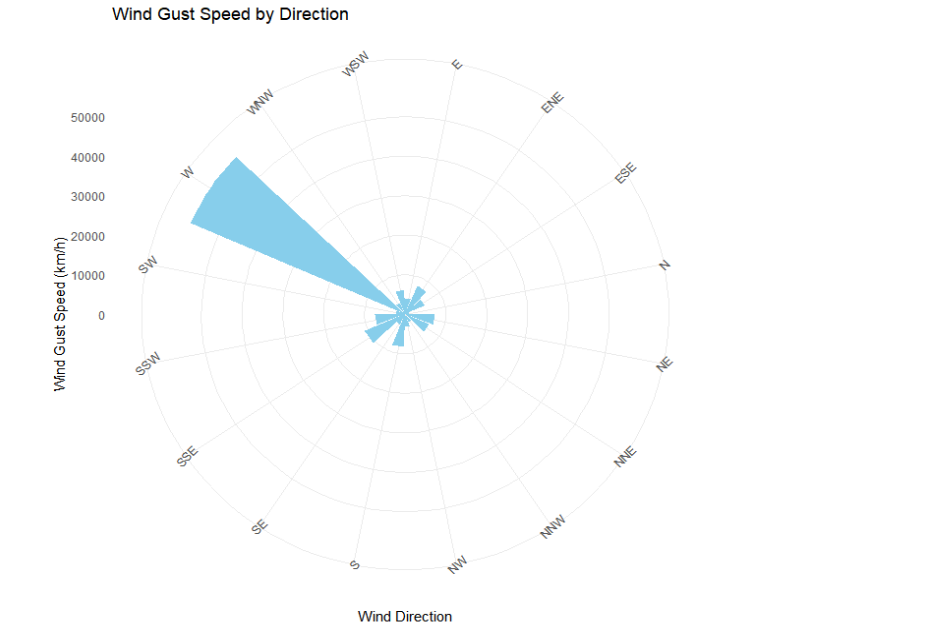 Wind Gust Speed by Direction
WSW
E
WNW
ENE
50000
40000
W
ESE
30000
20000
SW
N
10000
0
Wind Gust Speed (km/h)
SSW
NE
SSE
NNE
SE
NNW
S
NW
Wind Direction